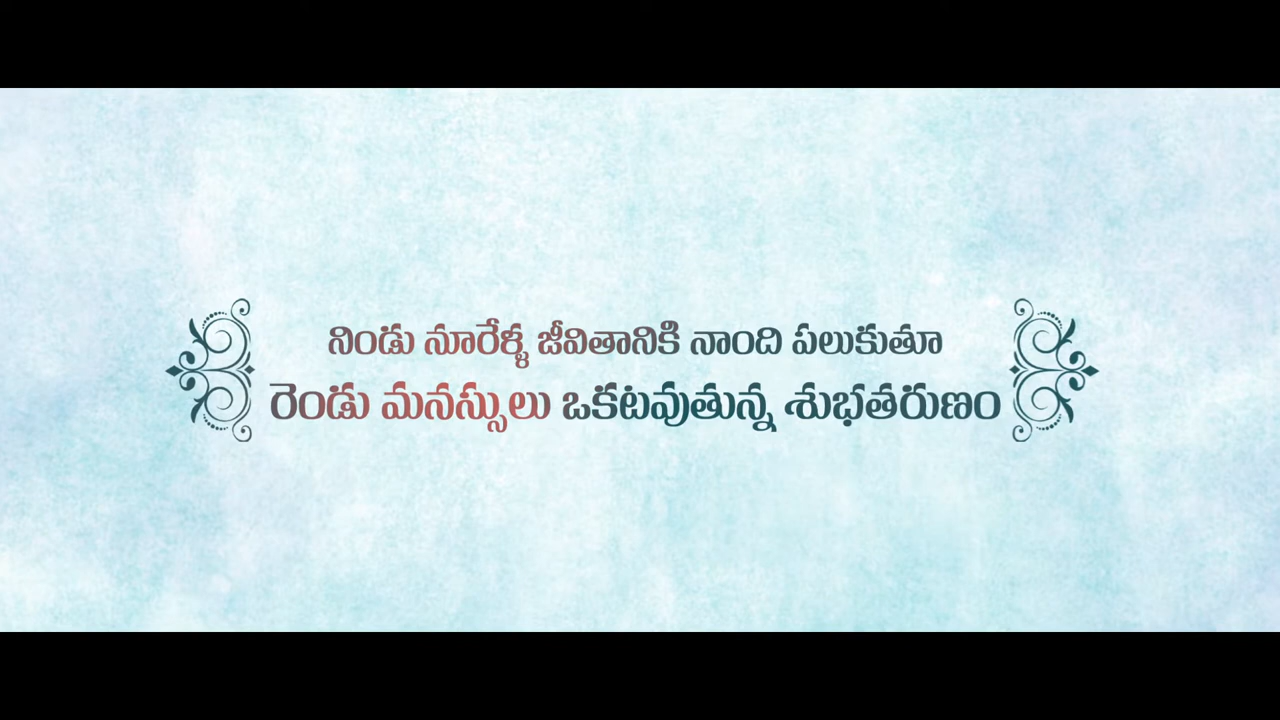 నిండు నూరేళ్ళ జీవితానికి నాంది పలుకుతూ
రెండు మనస్సులు ఒకటవుతున్న శుభతరుణం